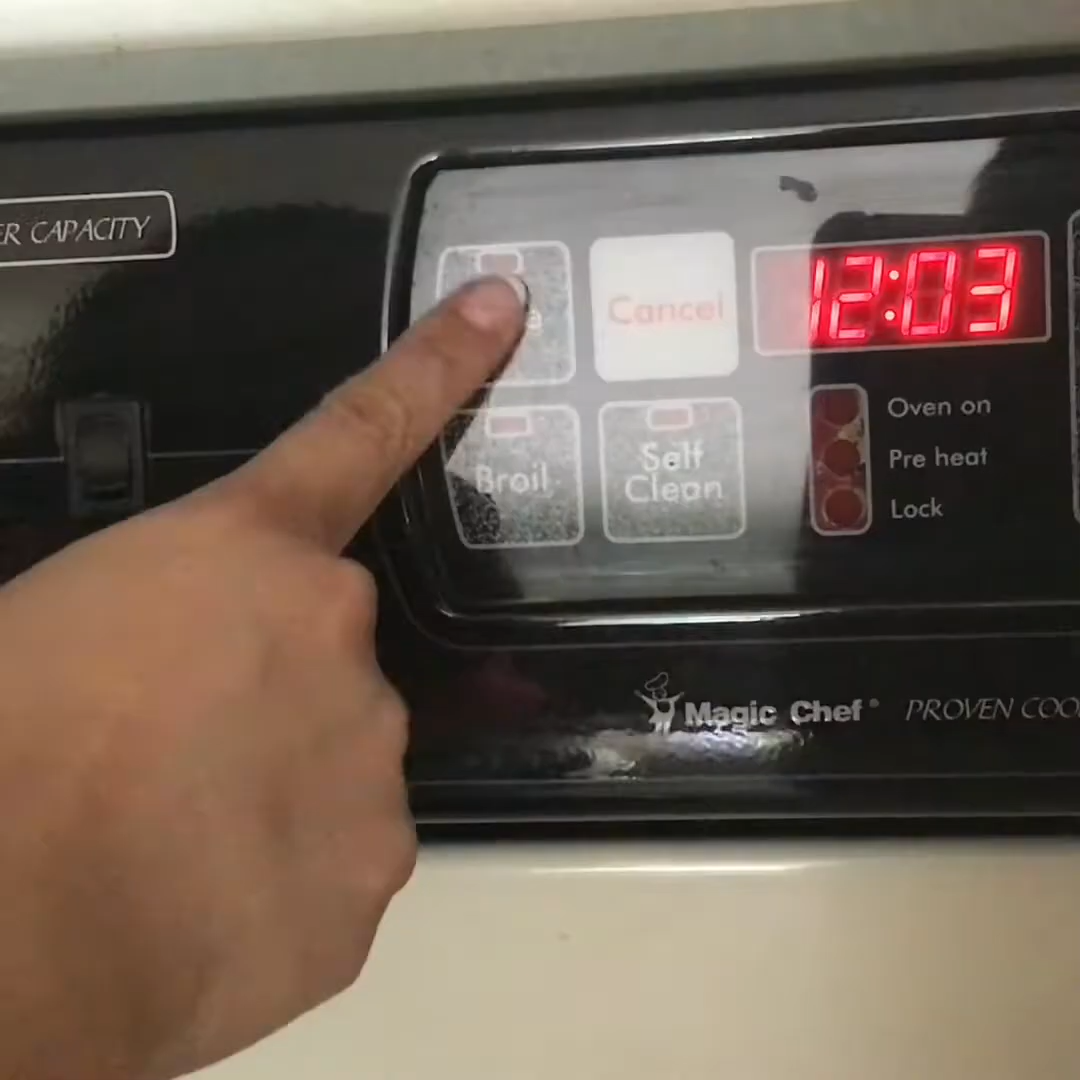 ER CAPACITY
Cancel
12:03
Broil
Self
Clean
Oven on
Pre heat
Lock
Magic Chef®
PROVEN COO